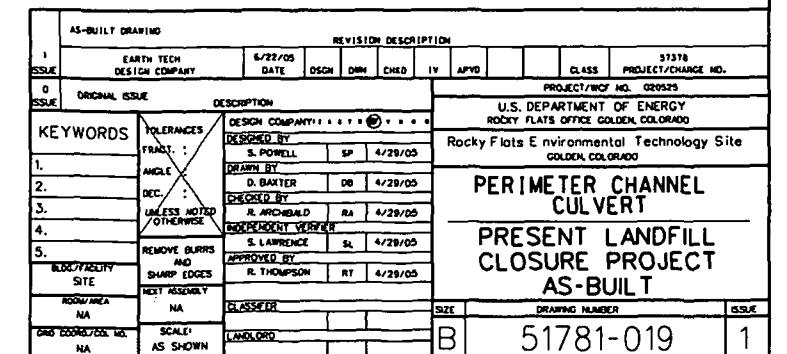 AS-BUILT DRAWING
REVISION DESCRIPTION
1
ISSUE
EARTH TECH
DESIGN COMPANY
6/22/05
DATE
DSGN
DWN
CHKD
IV
APVD
CLASS
37378
PROJECT/CHARGE NO.
0
ISSUE
ORIGINAL ISSUE
DESCRIPTION
PROJECT/WCF NO. 020525
U.S. DEPARTMENT OF ENERGY
ROCKY FLATS OFFICE GOLDEN, COLORADO
Rocky Flats Environmental Technology Site
GOLDEN, COLORADO
KEYWORDS
1.
2.
3.
4.
5.
BLDG/FACILITY
SITE
ROOM/AREA
NA
GRID COORD./COL NO.
NA
TOLERANCES
FRACT. :
ANGLE :
DEC. :
UNLESS NOTED
OTHERWISE
REMOVE BURRS
AND
SHARP EDGES
NEXT ASSEMBLY
NA
SCALE:
AS SHOWN
DESIGN COMPANY:
DESIGNED BY
S. POWELL
SP
4/29/05
DRAWN BY
D. BAXTER
DB
4/29/05
CHECKED BY
R. ARCHIBALD
RA
4/29/05
INDEPENDENT VERIFIER
S. LAWRENCE
SL
4/29/05
APPROVED BY
R. THOMPSON
RT
4/29/05
CLASSIFIER
LANDLORD
PERIMETER CHANNEL
CULVERT
PRESENT LANDFILL
CLOSURE PROJECT
AS-BUILT
SIZE
B
DRAWING NUMBER
51781-019
ISSUE
1